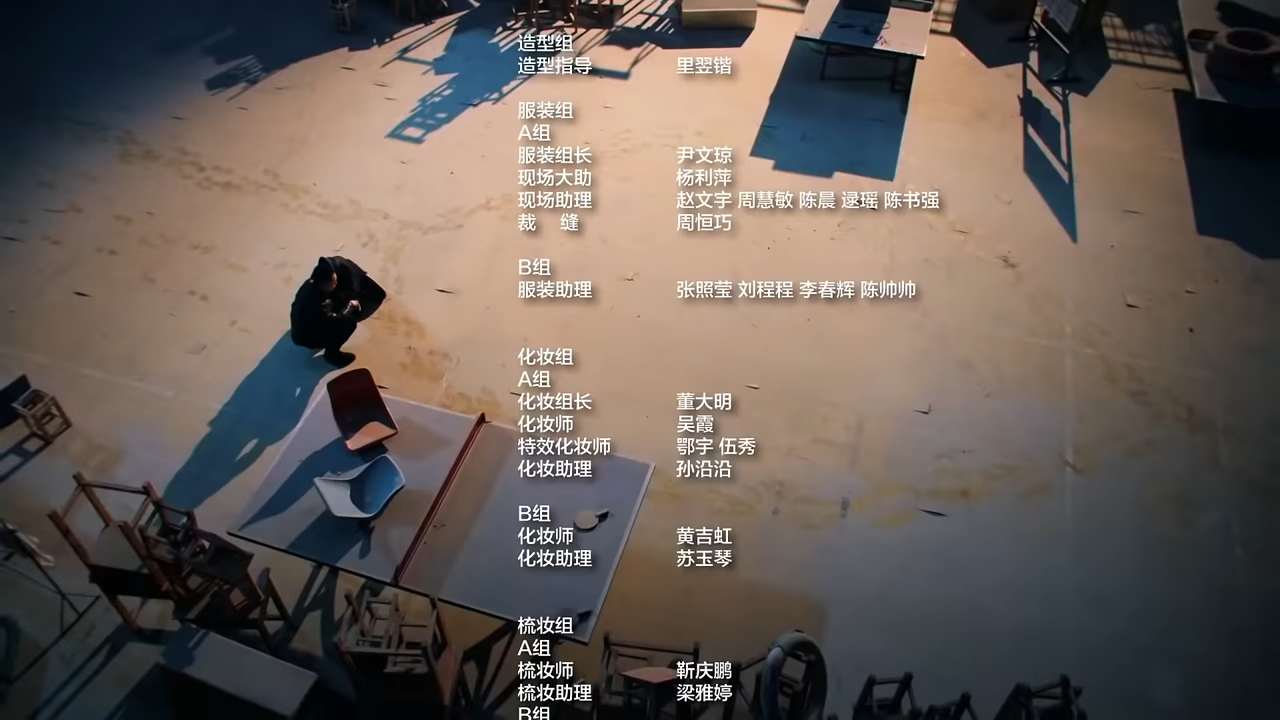 造型组
造型指导 里翌锴
服装组
A组
服装组长 尹文琼
现场大助 杨利萍
现场助理 赵文宇 周慧敏 陈晨 逯瑶 陈书强
裁 缝 周恒巧
B组
服装助理 张照莹 刘程程 李春辉 陈帅帅
化妆组
A组
化妆组长 董大明
化妆师 吴霞
特效化妆师 鄂宇 伍秀
化妆助理 孙沿沿
B组
化妆师 黄吉虹
化妆助理 苏玉琴
梳妆组
A组
梳妆师 靳庆鹏
梳妆助理 梁雅婷
B组